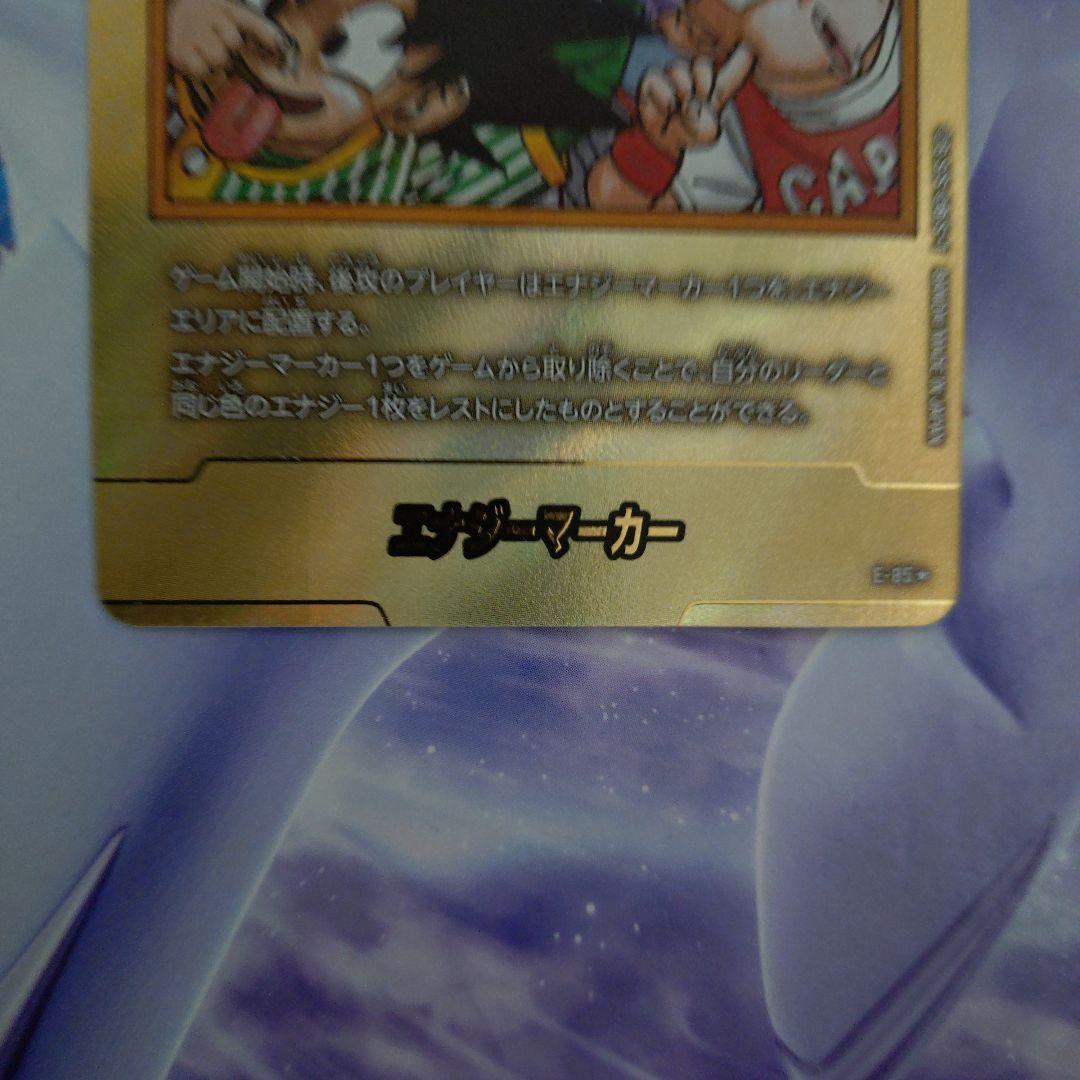 CAP
ゲーム開始時、後攻のプレイヤーはエナジーマーカー1つを、エナジー
エリアに配置する。
エナジーマーカー1つをゲームから取り除くことで、自分のリーダーと
同じ色のエナジー1枚をレストにしたものとすることができる。
エナジーマーカー
BANDAI MADE IN JAPAN